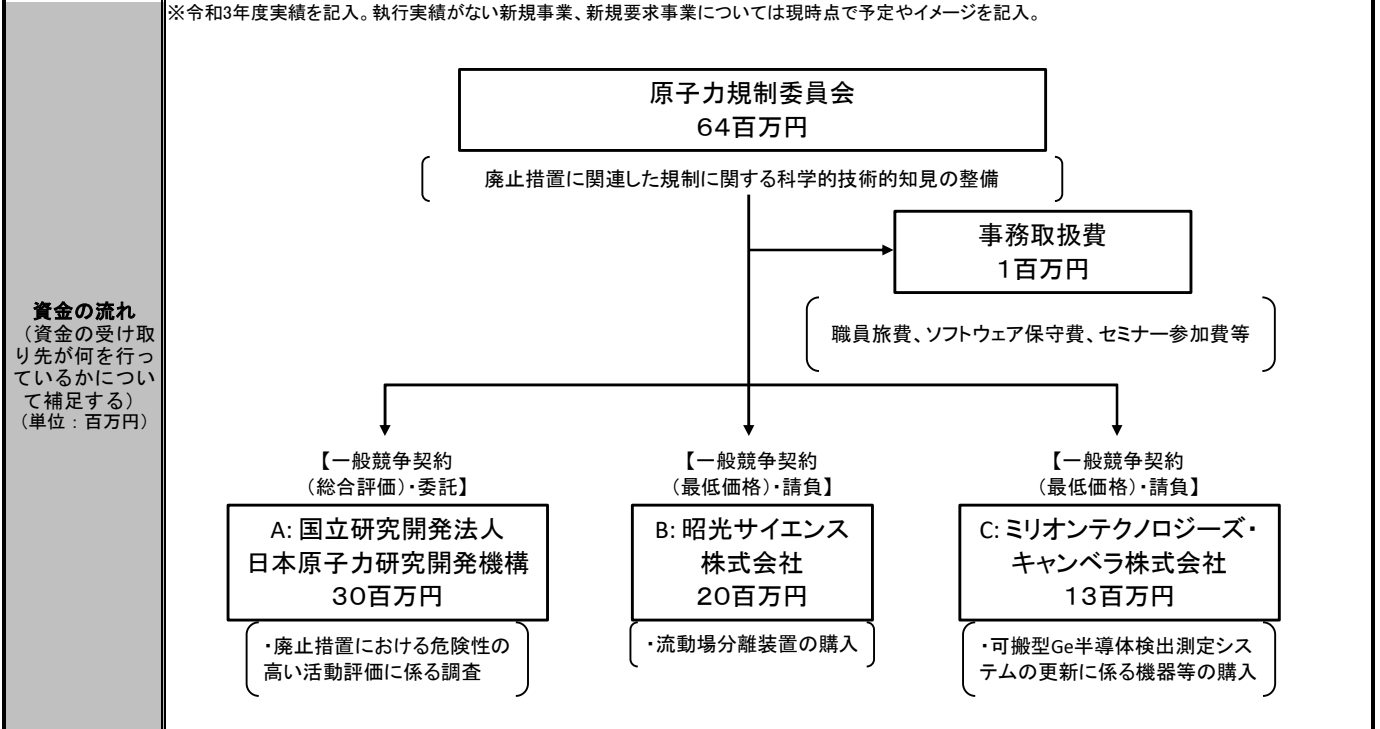 ※令和3年度実績を記入。執行実績がない新規事業、新規要求事業については現時点で予定やイメージを記入。
資金の流れ
(資金の受け取
り先が何を行っ
ているかについ
て補足する)
(単位:百万円)
原子力規制委員会
64百万円
廃止措置に関連した規制に関する科学的技術的知見の整備
事務取扱費
1百万円
職員旅費、ソフトウェア保守費、セミナー参加費等
【一般競争契約
(総合評価)・委託】
A: 国立研究開発法人
日本原子力研究開発機構
30百万円
・廃止措置における危険性の
高い活動評価に係る調査
【一般競争契約
(最低価格)・請負】
B: 昭光サイエンス
株式会社
20百万円
・流動場分離装置の購入
【一般競争契約
(最低価格)・請負】
C: ミリオンテクノロジーズ・
キャンベラ株式会社
13百万円
・可搬型Ge半導体検出測定シス
テムの更新に係る機器等の購入